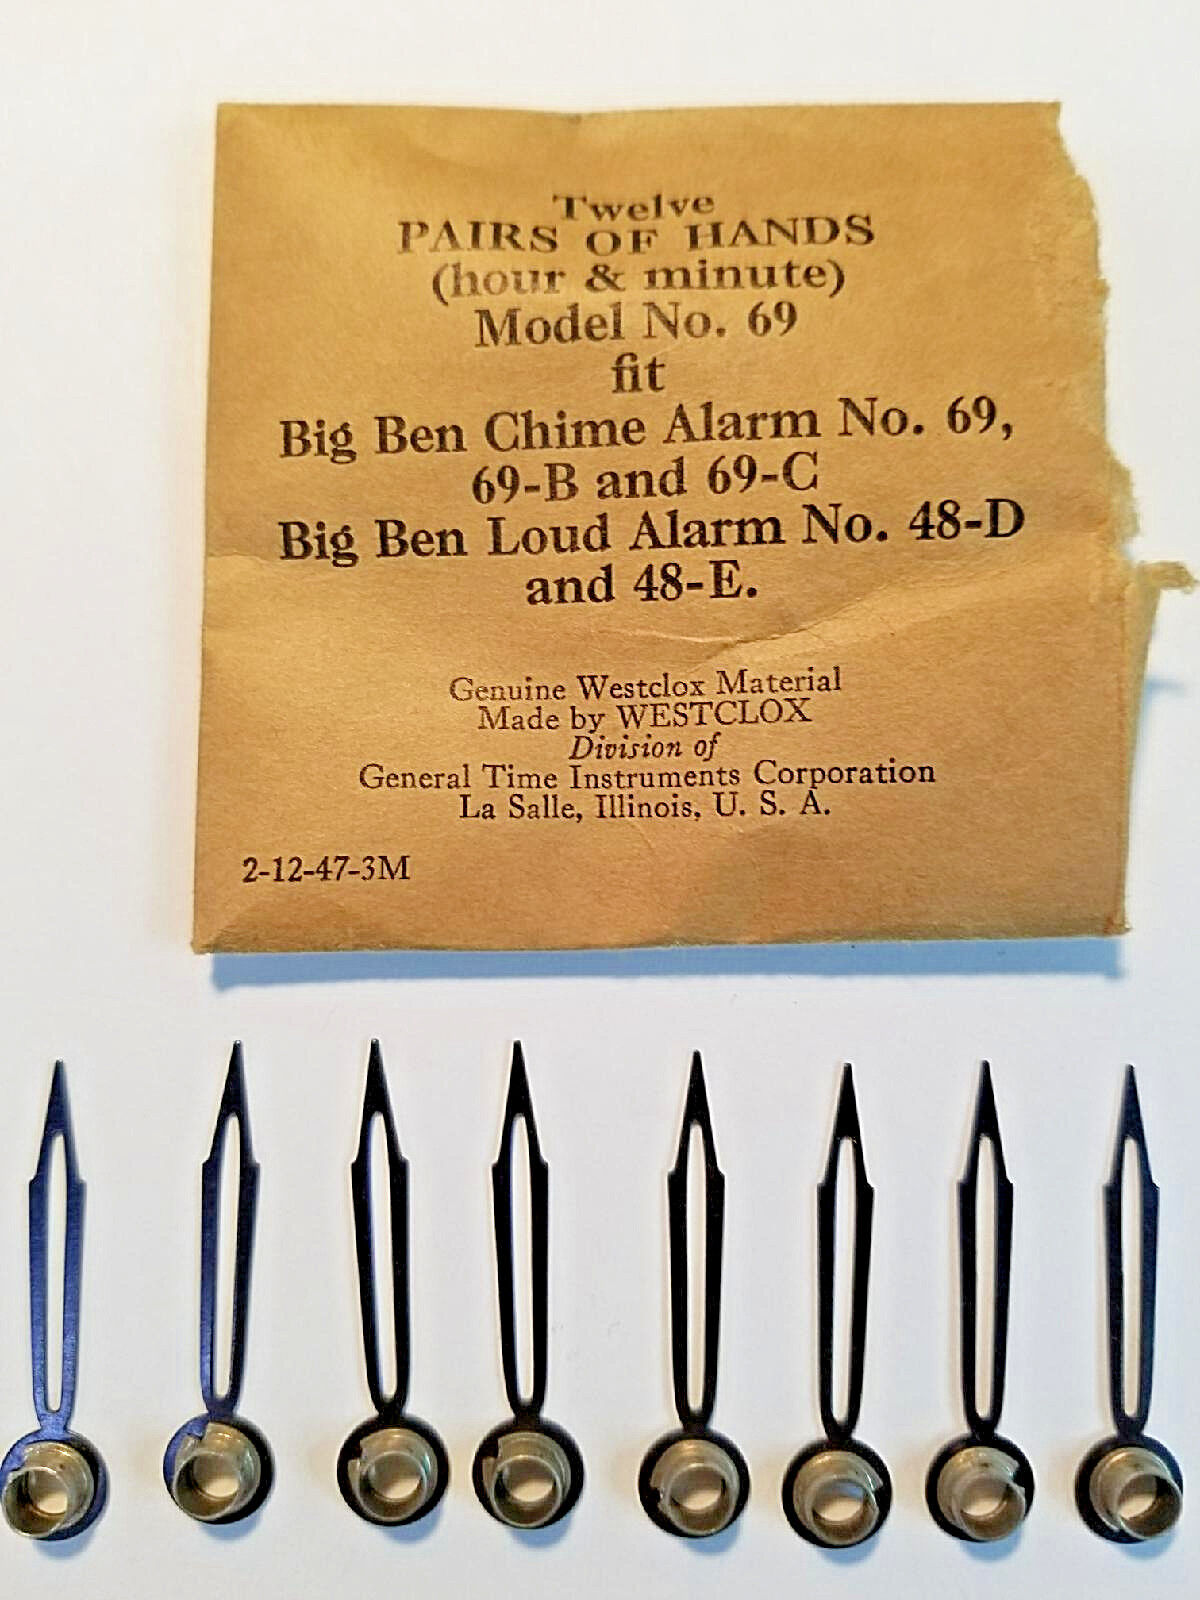 Twelve
PAIRS OF HANDS
(hour & minute)
Model No. 69
fit
Big Ben Chime Alarm No. 69,
69-B and 69-C
Big Ben Loud Alarm No. 48-D
and 48-E.
Genuine Westclox Material
Made by WESTCLOX
Division of
General Time Instruments Corporation
La Salle, Illinois, U. S. A.
2-12-47-3M